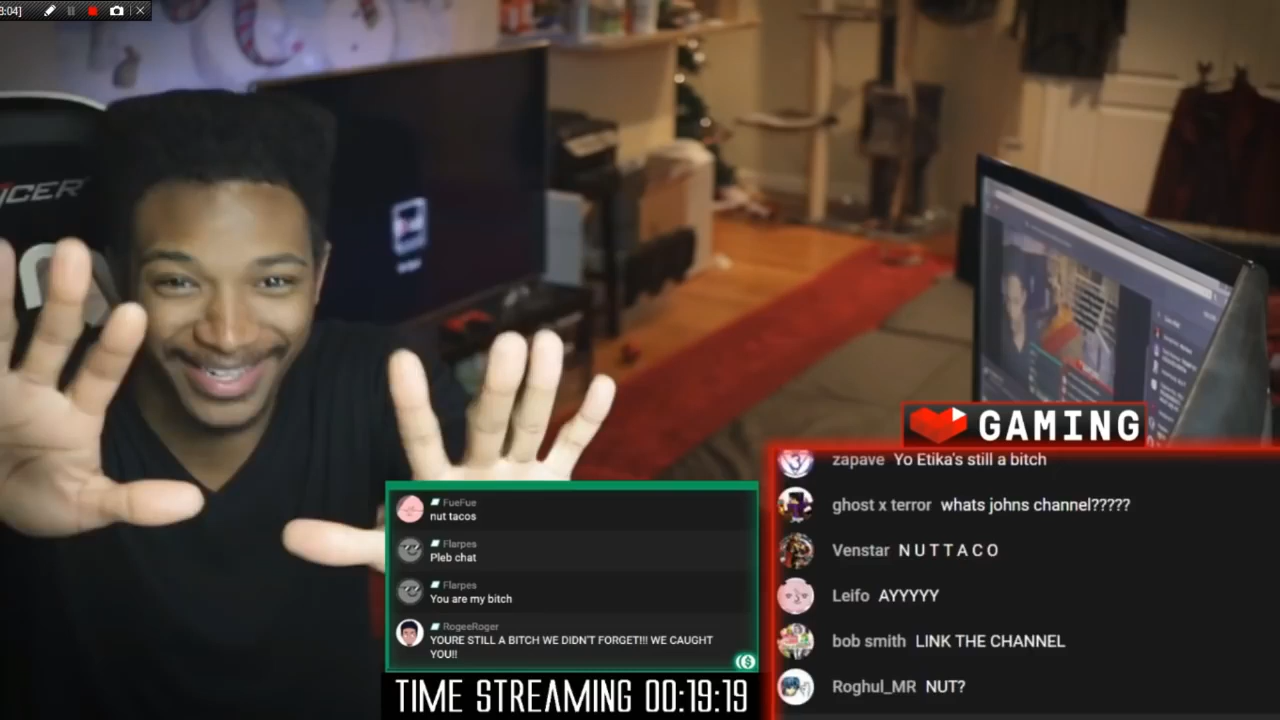 3:04]
CER
GAMING
zapave Yo Etika's still a bitch
ghost x terror whats johns channel?????
Venstar N U T T A C O
Leifo AYYYYY
bob smith LINK THE CHANNEL
Roghul_MR NUT?
FueFue
nut tacos
Flarpes
Pleb chat
Flarpes
You are my bitch
RogeeRoger
YOURE STILL A BITCH WE DIDN'T FORGET!!! WE CAUGHT
YOU!!
TIME STREAMING 00:19:19